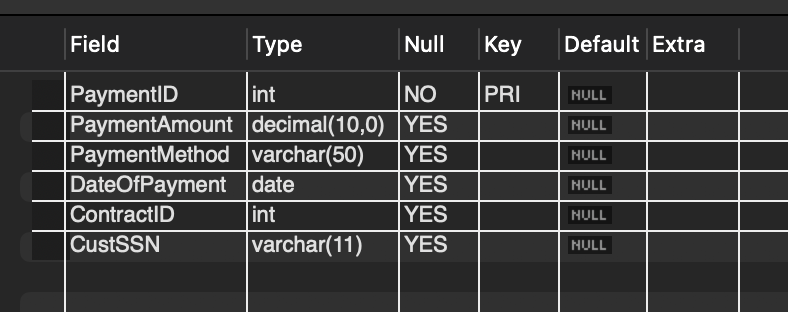 Field Type Null Key Default Extra
PaymentID int NO PRI NULL
PaymentAmount decimal(10,0) YES NULL
PaymentMethod varchar(50) YES NULL
DateOfPayment date YES NULL
ContractID int YES NULL
CustSSN varchar(11) YES NULL